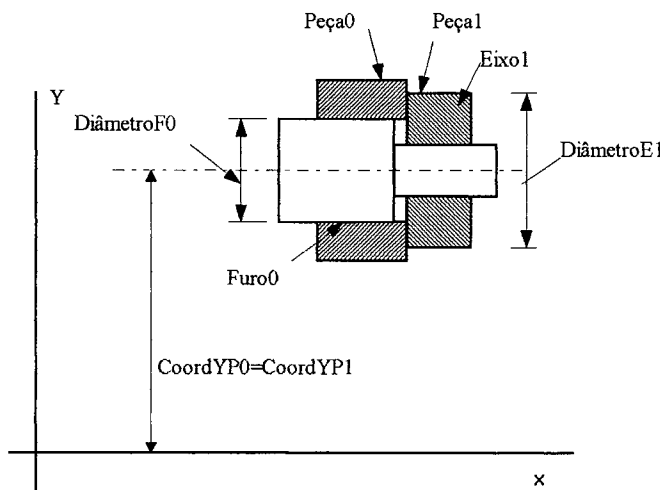 Peça0
Peça1
Eixo1
Y
DiâmetroF0
DiâmetroE1
Furo0
CoordYP0=CoordYP1
x